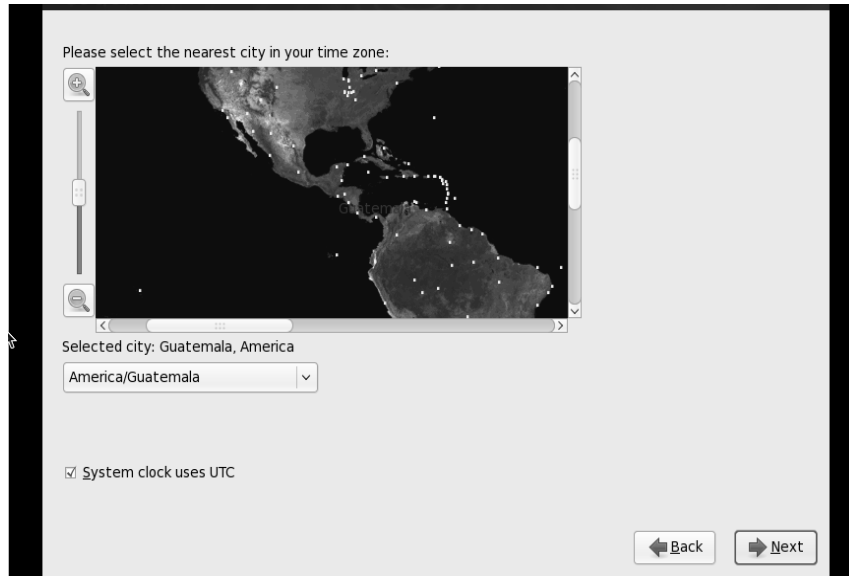 Please select the nearest city in your time zone:
Guatemala
Selected city: Guatemala, America
America/Guatemala
System clock uses UTC
Back
Next